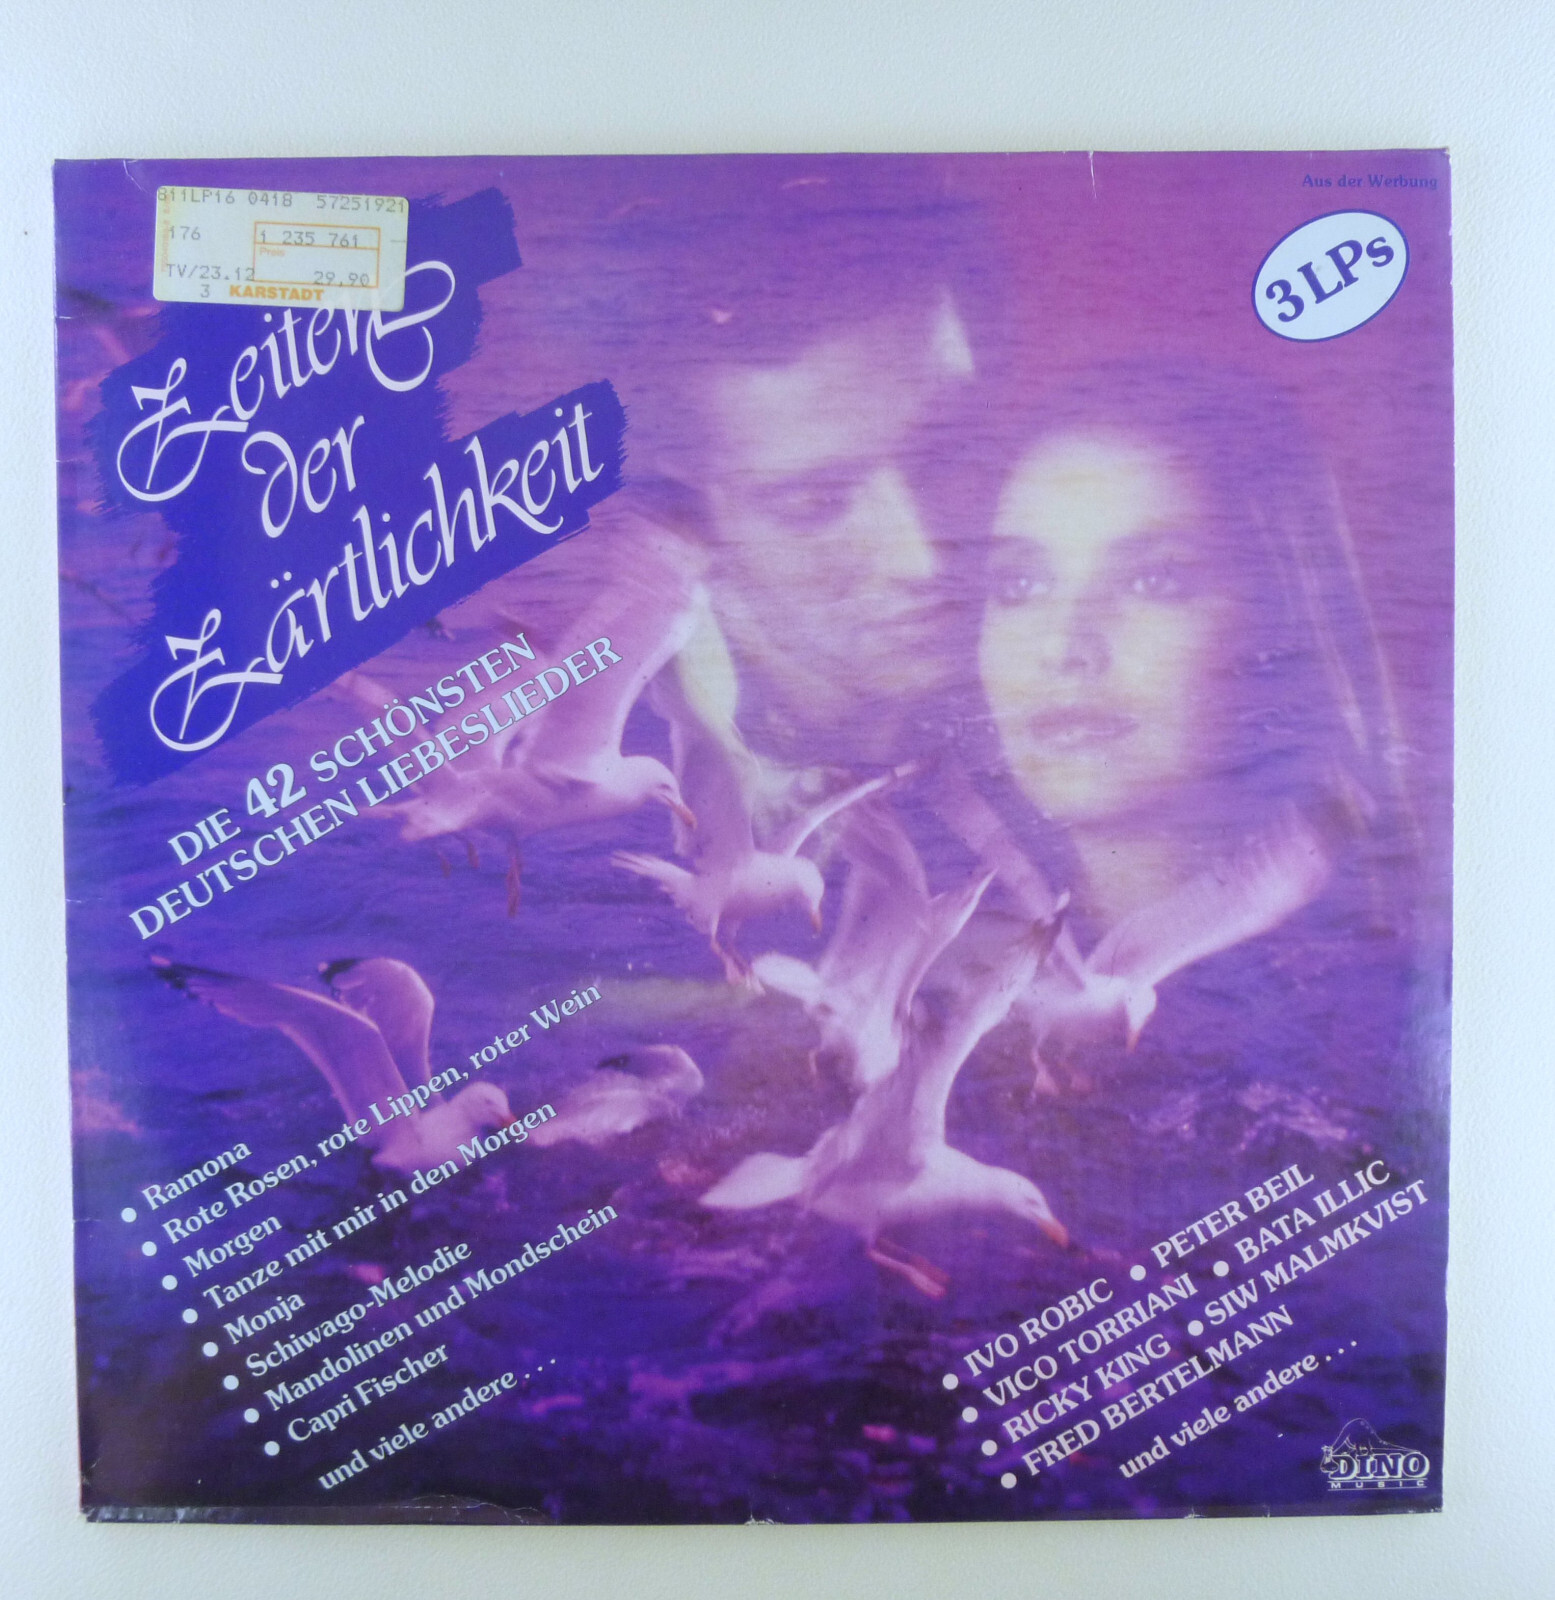 811LP16 0418 57251921
176 1 235 761
Preis
TV/23.12 29,90
3 KARSTADT
Aus der Werbung
3 LPs
Zeiten
der
Zärtlichkeit
DIE 42 SCHÖNSTEN
DEUTSCHEN LIEBESLIEDER
• Ramona
• Rote Rosen, rote Lippen, roter Wein
• Morgen
• Tanze mit mir in den Morgen
• Monja
• Schiwago-Melodie
• Mandolinen und Mondschein
• Capri Fischer
und viele andere . . .
• IVO ROBIC • PETER BEIL
• VICO TORRIANI • BATA ILLIC
• RICKY KING • SIW MALMKVIST
• FRED BERTELMANN
und viele andere . . .
DINO
MUSIC